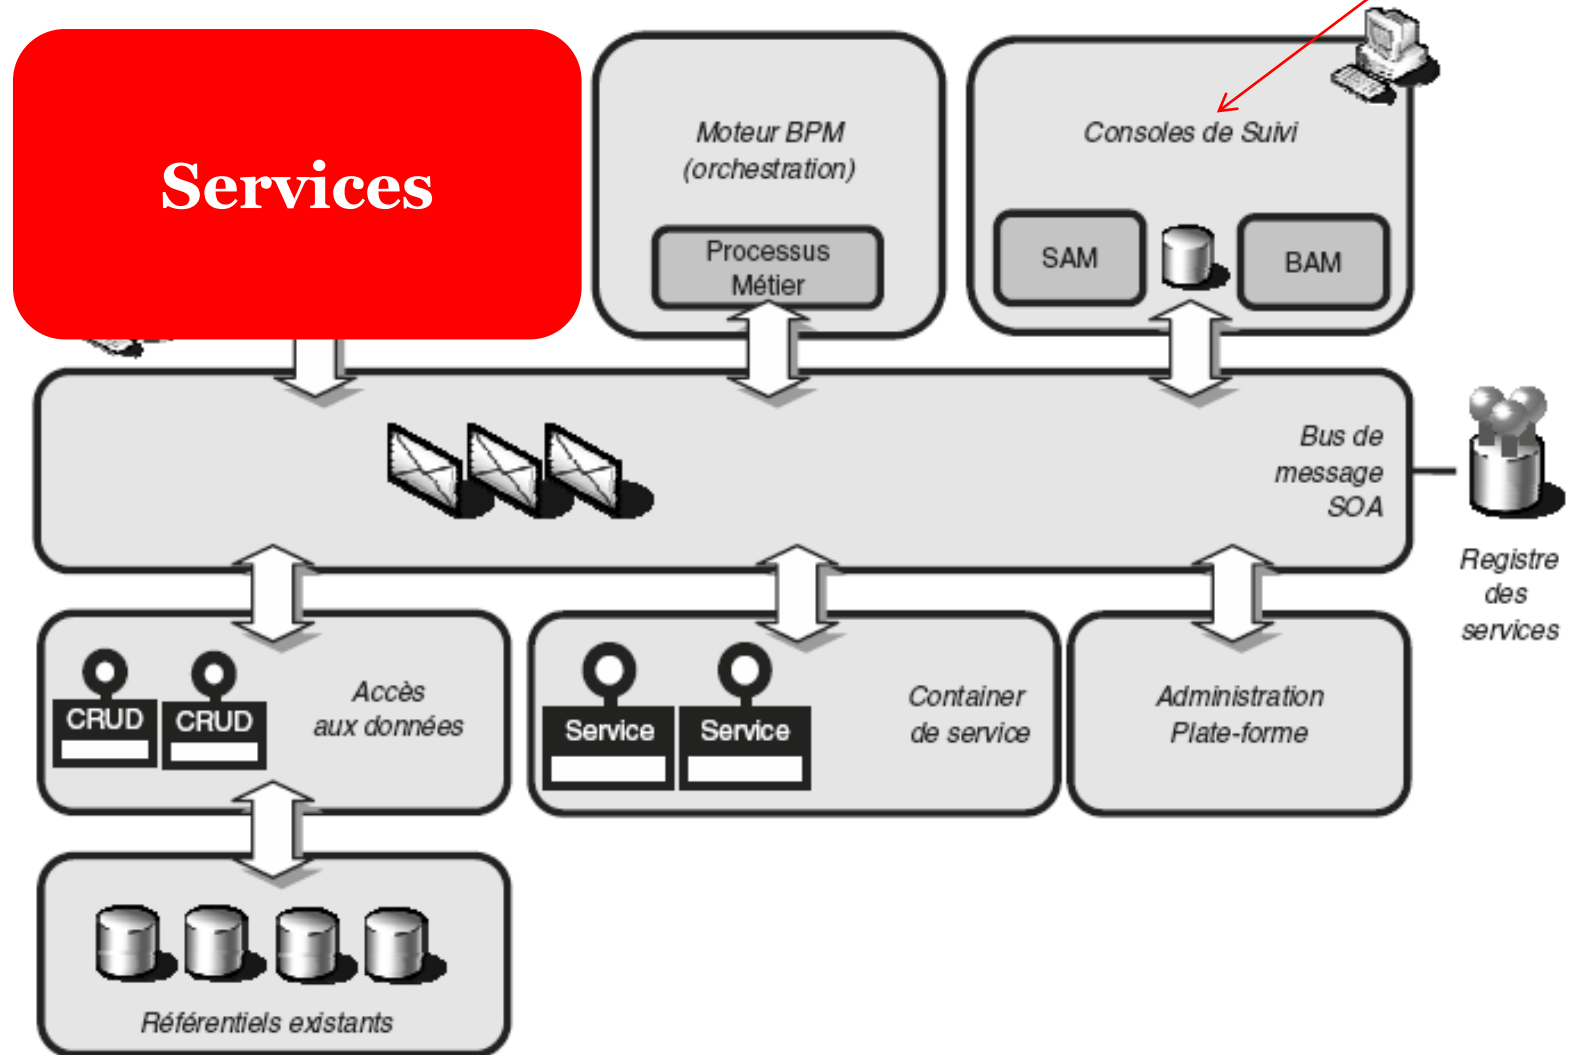 Services
Moteur BPM
(orchestration)
Processus
Métier
Consoles de Suivi
SAM
BAM
Bus de
message
SOA
Registre
des
services
CRUD
CRUD
Accès
aux données
Service
Service
Container
de service
Administration
Plate-forme
Référentiels existants